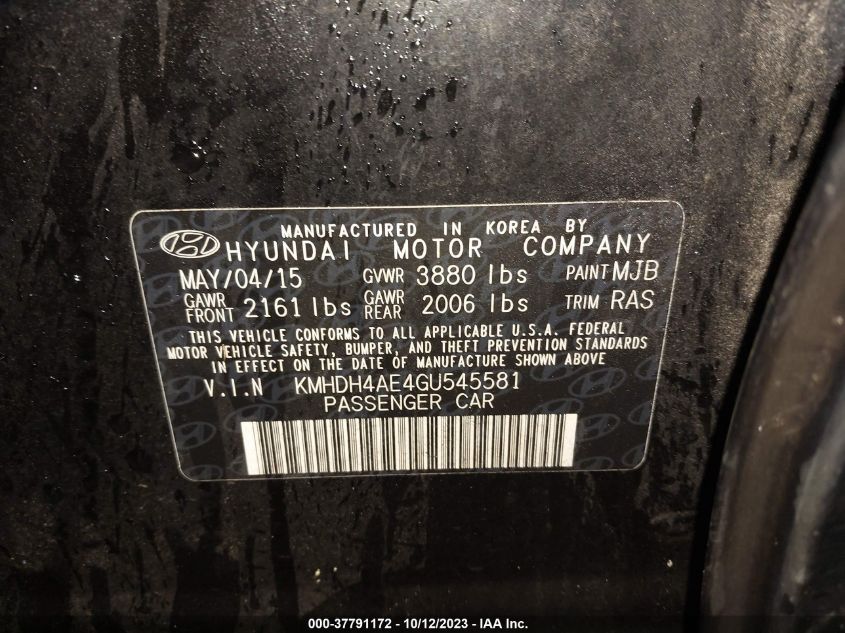 MANUFACTURED IN KOREA BY
HYUNDAI MOTOR COMPANY
MAY/04/15 GVWR 3880 lbs PAINT MJB
GAWR FRONT 2161 lbs GAWR REAR 2006 lbs TRIM RAS
THIS VEHICLE CONFORMS TO ALL APPLICABLE U.S.A. FEDERAL
MOTOR VEHICLE SAFETY, BUMPER, AND THEFT PREVENTION STANDARDS
IN EFFECT ON THE DATE OF MANUFACTURE SHOWN ABOVE
V.I.N KMHDH4AE4GU545581
PASSENGER CAR
000-37791172 - 10/12/2023 - IAA Inc.